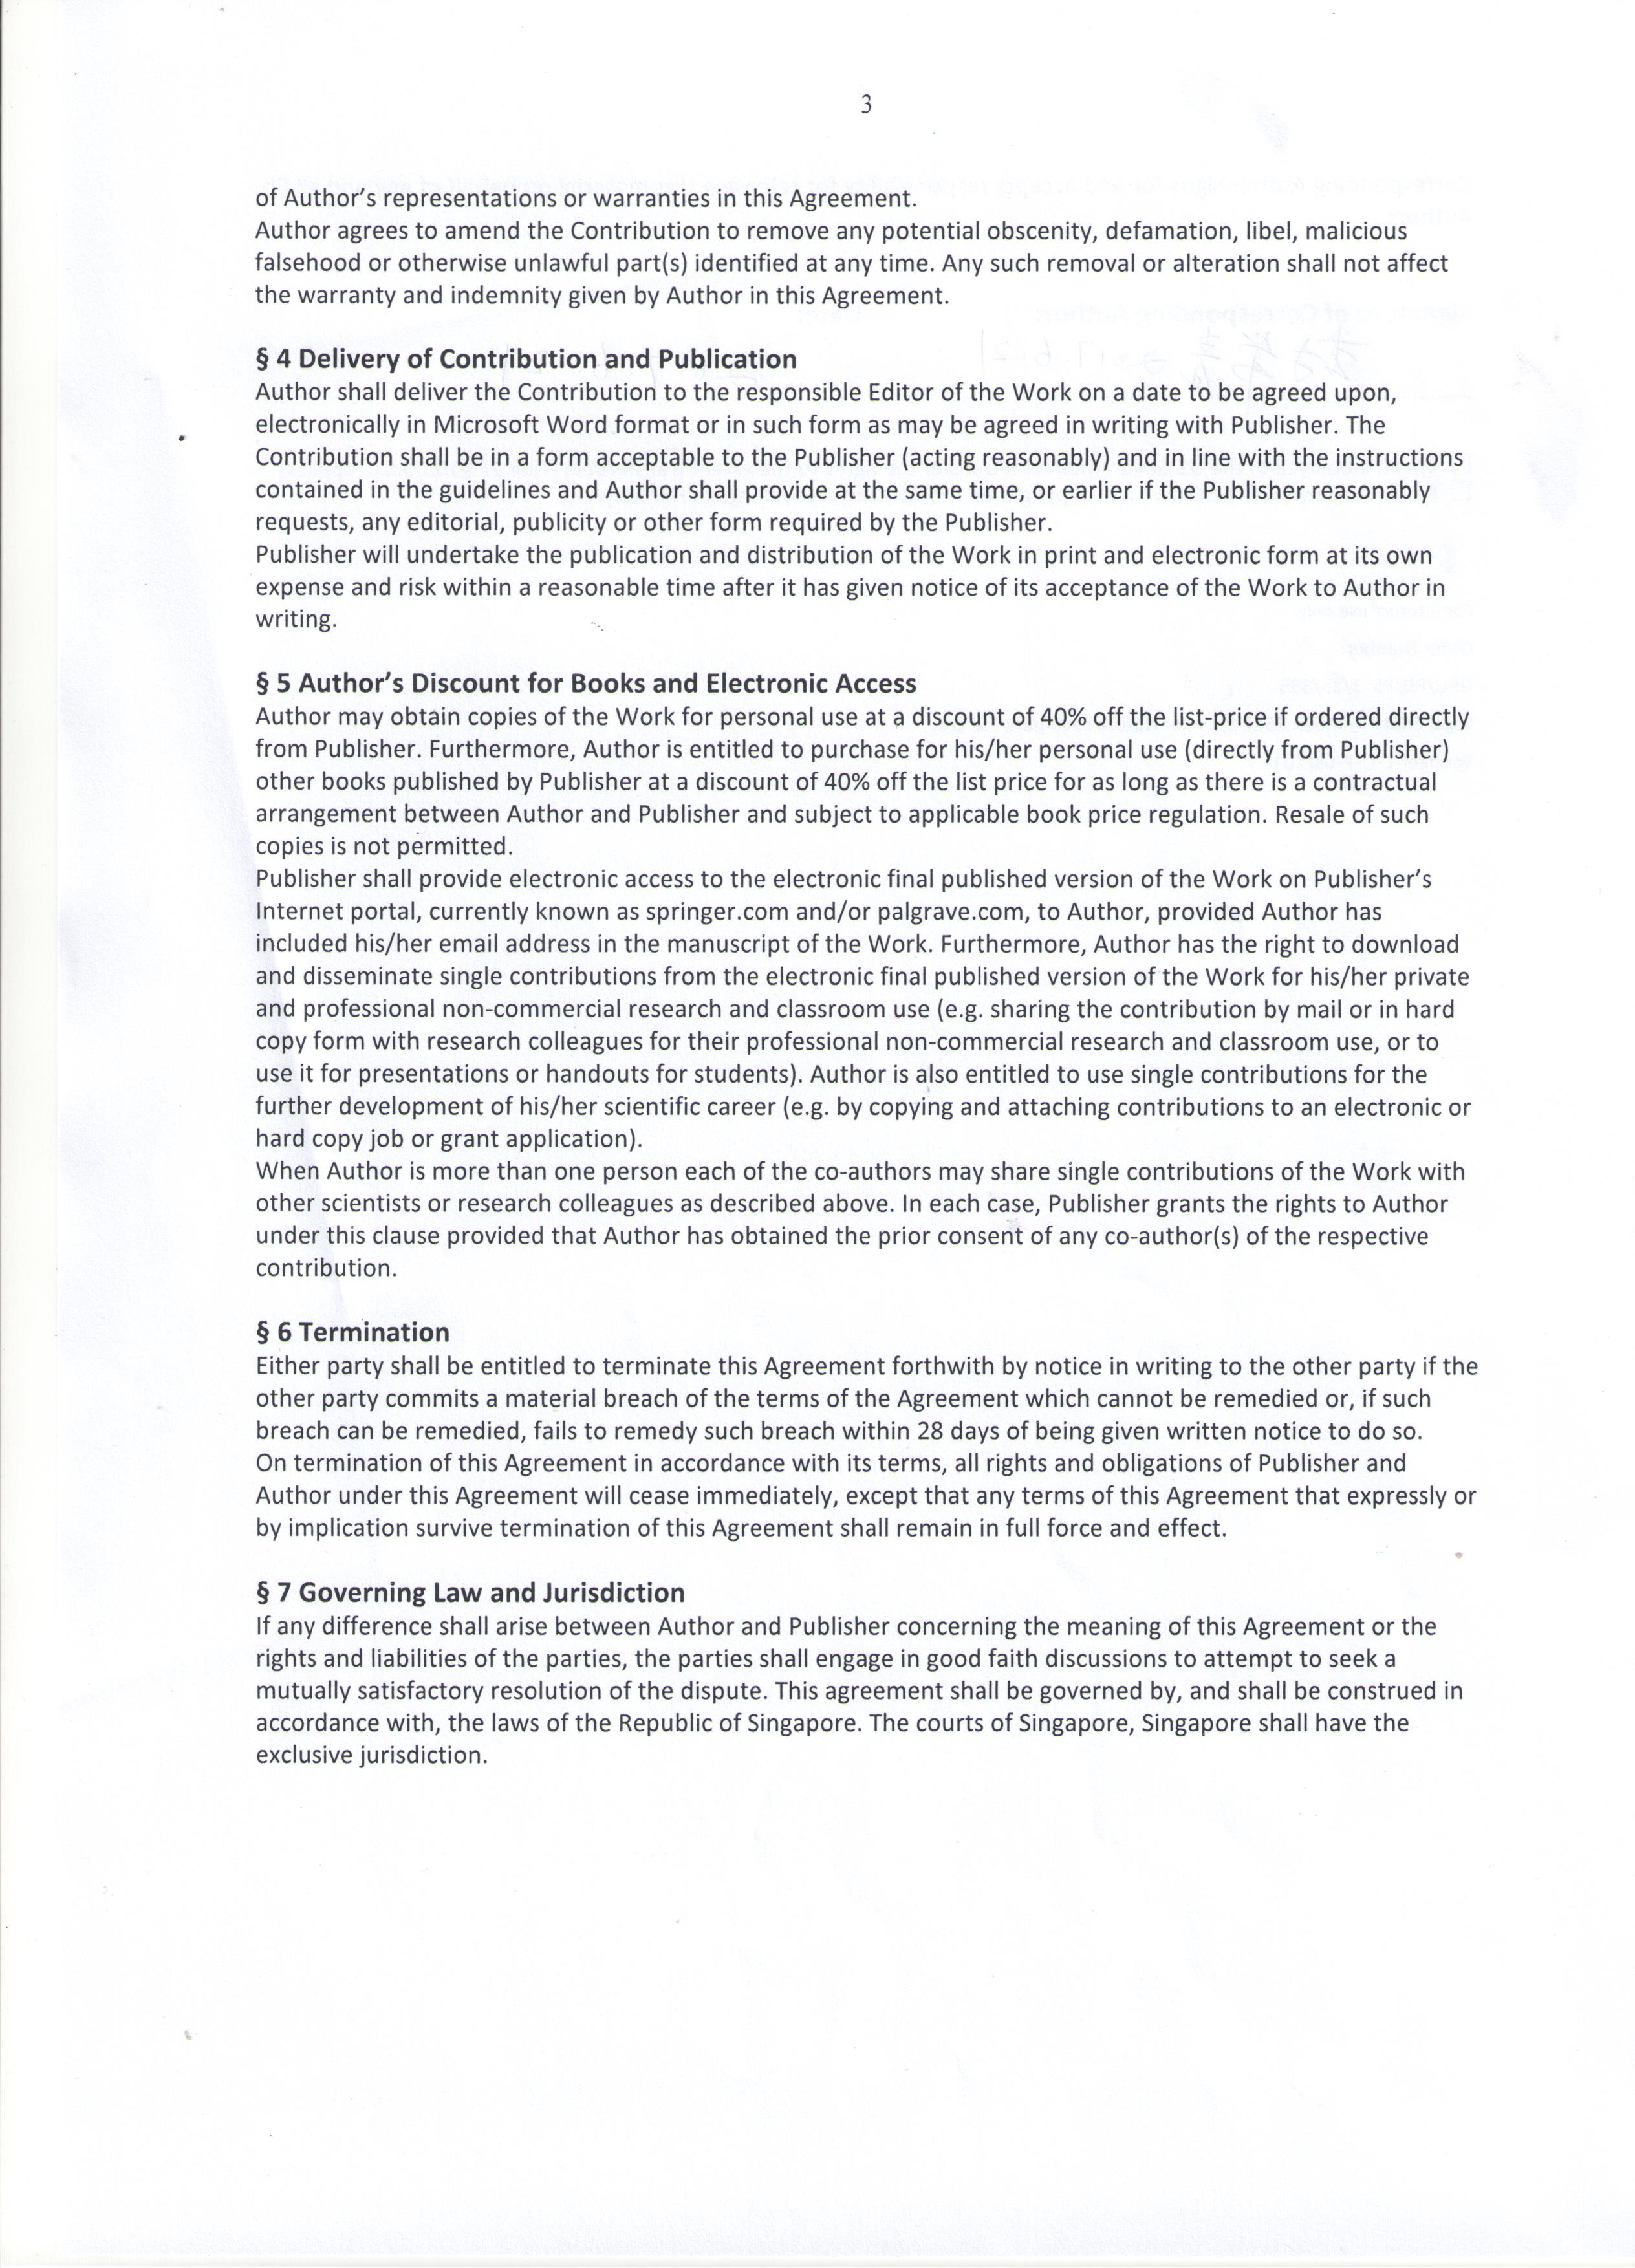 3
of Author's representations or warranties in this Agreement.
Author agrees to amend the Contribution to remove any potential obscenity, defamation, libel, malicious
falsehood or otherwise unlawful part(s) identified at any time. Any such removal or alteration shall not affect
the warranty and indemnity given by Author in this Agreement.
§ 4 Delivery of Contribution and Publication
Author shall deliver the Contribution to the responsible Editor of the Work on a date to be agreed upon,
electronically in Microsoft Word format or in such form as may be agreed in writing with Publisher. The
Contribution shall be in a form acceptable to the Publisher (acting reasonably) and in line with the instructions
contained in the guidelines and Author shall provide at the same time, or earlier if the Publisher reasonably
requests, any editorial, publicity or other form required by the Publisher.
Publisher will undertake the publication and distribution of the Work in print and electronic form at its own
expense and risk within a reasonable time after it has given notice of its acceptance of the Work to Author in
writing.
§ 5 Author's Discount for Books and Electronic Access
Author may obtain copies of the Work for personal use at a discount of 40% off the list-price if ordered directly
from Publisher. Furthermore, Author is entitled to purchase for his/her personal use (directly from Publisher)
other books published by Publisher at a discount of 40% off the list price for as long as there is a contractual
arrangement between Author and Publisher and subject to applicable book price regulation. Resale of such
copies is not permitted.
Publisher shall provide electronic access to the electronic final published version of the Work on Publisher's
Internet portal, currently known as springer.com and/or palgrave.com, to Author, provided Author has
included his/her email address in the manuscript of the Work. Furthermore, Author has the right to download
and disseminate single contributions from the electronic final published version of the Work for his/her private
and professional non-commercial research and classroom use (e.g. sharing the contribution by mail or in hard
copy form with research colleagues for their professional non-commercial research and classroom use, or to
use it for presentations or handouts for students). Author is also entitled to use single contributions for the
further development of his/her scientific career (e.g. by copying and attaching contributions to an electronic or
hard copy job or grant application).
When Author is more than one person each of the co-authors may share single contributions of the Work with
other scientists or research colleagues as described above. In each case, Publisher grants the rights to Author
under this clause provided that Author has obtained the prior consent of any co-author(s) of the respective
contribution.
§ 6 Termination
Either party shall be entitled to terminate this Agreement forthwith by notice in writing to the other party if the
other party commits a material breach of the terms of the Agreement which cannot be remedied or, if such
breach can be remedied, fails to remedy such breach within 28 days of being given written notice to do so.
On termination of this Agreement in accordance with its terms, all rights and obligations of Publisher and
Author under this Agreement will cease immediately, except that any terms of this Agreement that expressly or
by implication survive termination of this Agreement shall remain in full force and effect.
§ 7 Governing Law and Jurisdiction
If any difference shall arise between Author and Publisher concerning the meaning of this Agreement or the
rights and liabilities of the parties, the parties shall engage in good faith discussions to attempt to seek a
mutually satisfactory resolution of the dispute. This agreement shall be governed by, and shall be construed in
accordance with, the laws of the Republic of Singapore. The courts of Singapore, Singapore shall have the
exclusive jurisdiction.